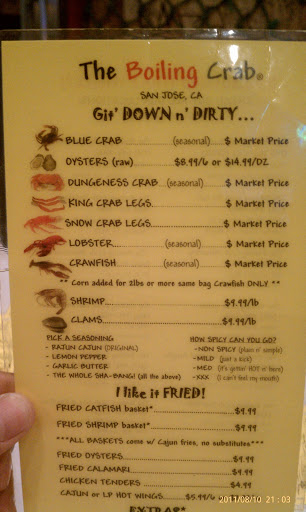 The Boiling Crab®
SAN JOSE, CA
Git' DOWN n' DIRTY...
BLUE CRAB (seasonal) $ Market Price
OYSTERS (raw) $8.99/6 or $14.99/DZ
DUNGENESS CRAB (seasonal) $ Market Price
KING CRAB LEGS $ Market Price
SNOW CRAB LEGS $ Market Price
LOBSTER (seasonal) $ Market Price
CRAWFISH (seasonal) $ Market Price
** Corn added for 2lbs or more same bag Crawfish ONLY **
SHRIMP $9.99/lb
CLAMS $9.99/lb
PICK A SEASONING
- RAJUN CAJUN (ORIGINAL)
- LEMON PEPPER
- GARLIC BUTTER
- THE WHOLE SHA-BANG! (all the above)
HOW SPICY CAN YOU GO?
-NON SPICY (plain n' simple)
-MILD (just a kick)
-MED (it's gittin' HOT n' here)
-XXX (I can't feel my mouth)
I like it FRIED!
FRIED CATFISH basket* $9.99
FRIED SHRIMP basket* $9.99
***ALL BASKETS come w/ Cajun fries, no substitutes***
FRIED OYSTERS $9.99
FRIED CALAMARI $9.99
CHICKEN TENDERS $4.99
CAJUN or LP HOT WINGS $5.99/6
EXTRAS*
2011/08/10 21:03